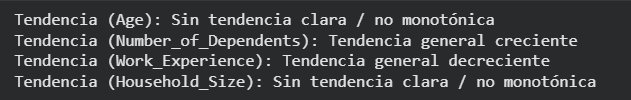 Tendencia (Age): Sin tendencia clara / no monotónica
Tendencia (Number_of_Dependents): Tendencia general creciente
Tendencia (Work_Experience): Tendencia general decreciente
Tendencia (Household_Size): Sin tendencia clara / no monotónica